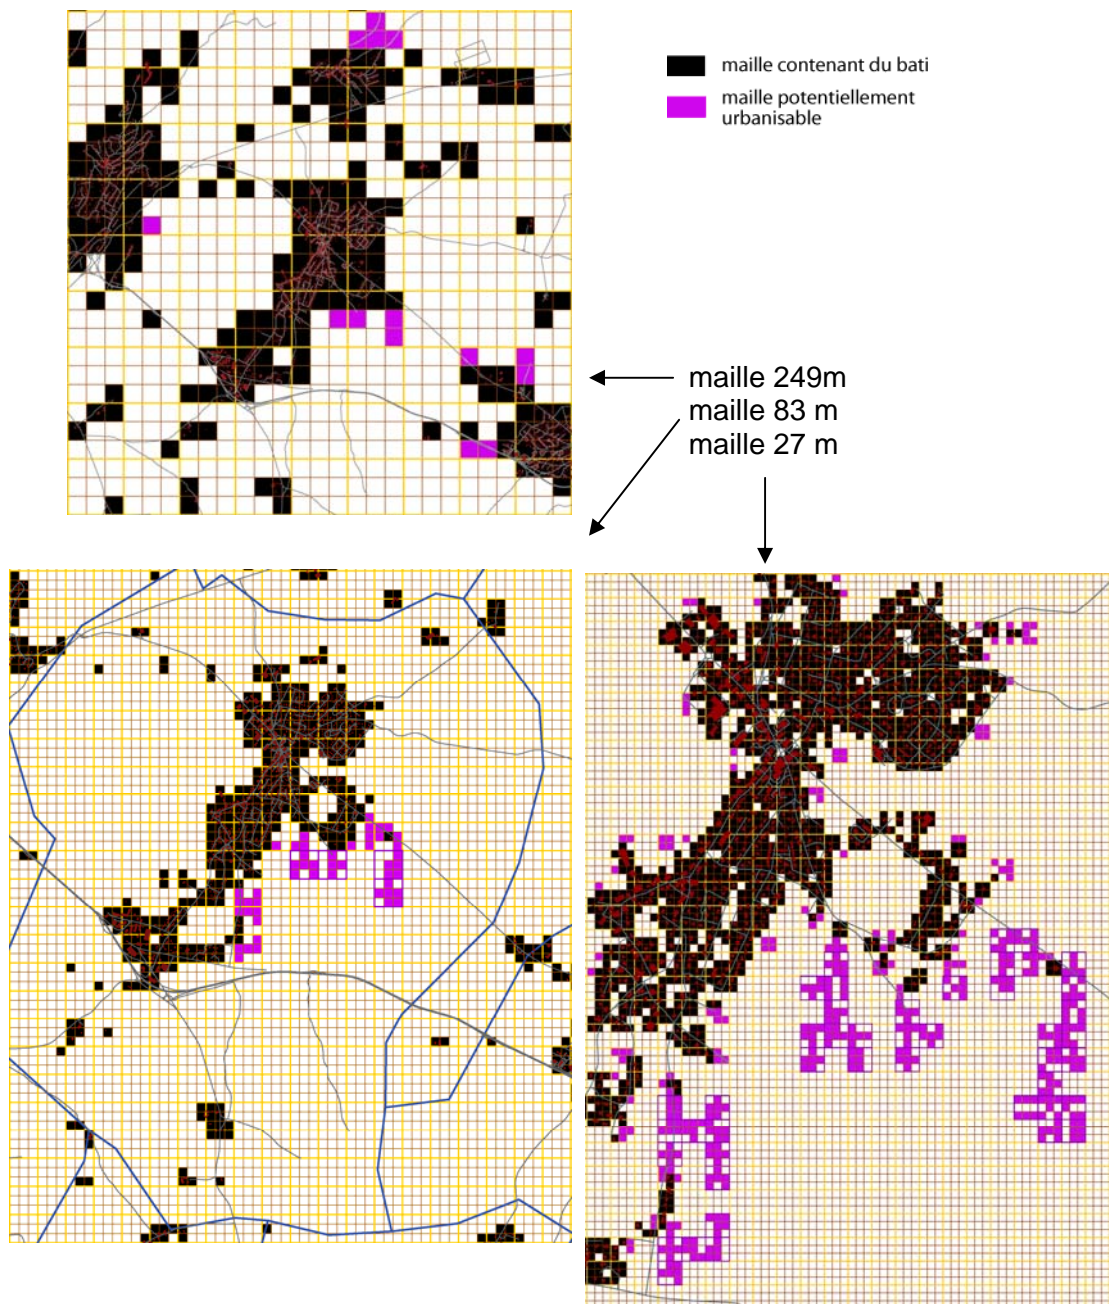 maille contenant du bati
maille potentiellement
urbanisable
maille 249m
maille 83 m
maille 27 m